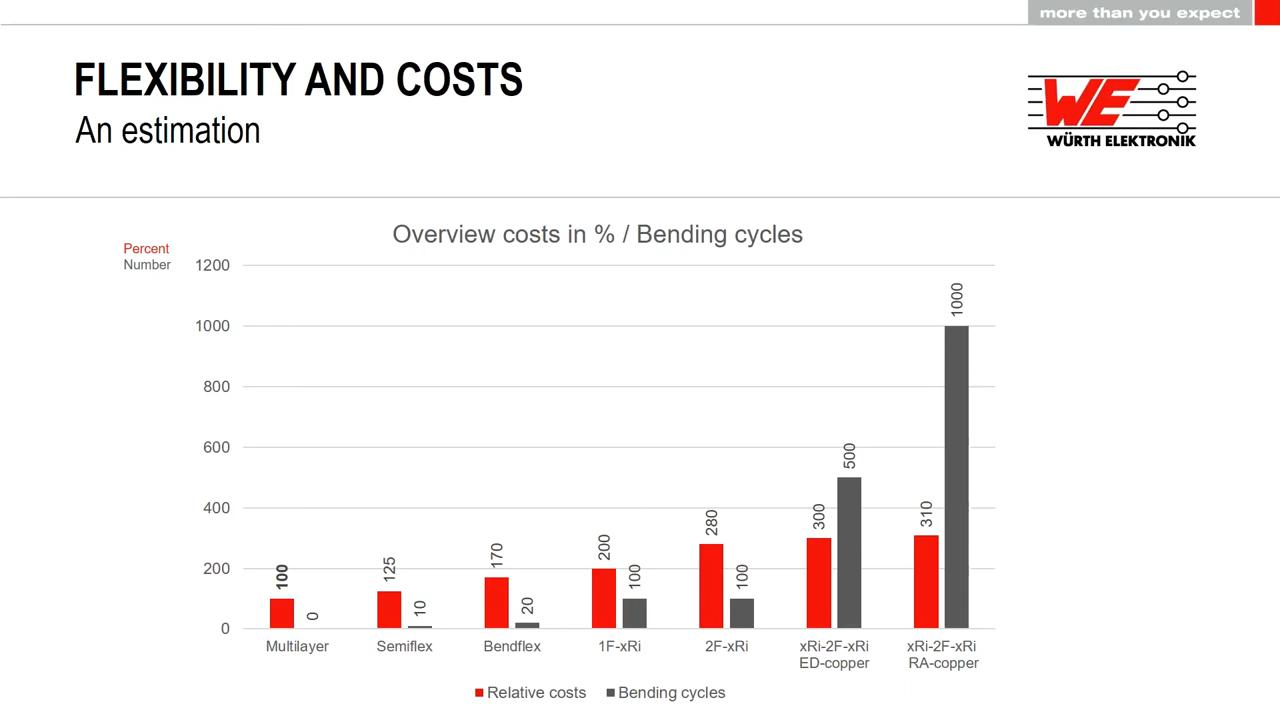 more than you expect
FLEXIBILITY AND COSTS
An estimation
WE
WÜRTH ELEKTRONIK
Overview costs in % / Bending cycles
Percent
Number
1200
1000
800
600
400
200
0
100
0
125
10
170
20
200
100
280
100
300
500
310
1000
Multilayer
Semiflex
Bendflex
1F-xRi
2F-xRi
xRi-2F-xRi
ED-copper
xRi-2F-xRi
RA-copper
Relative costs
Bending cycles